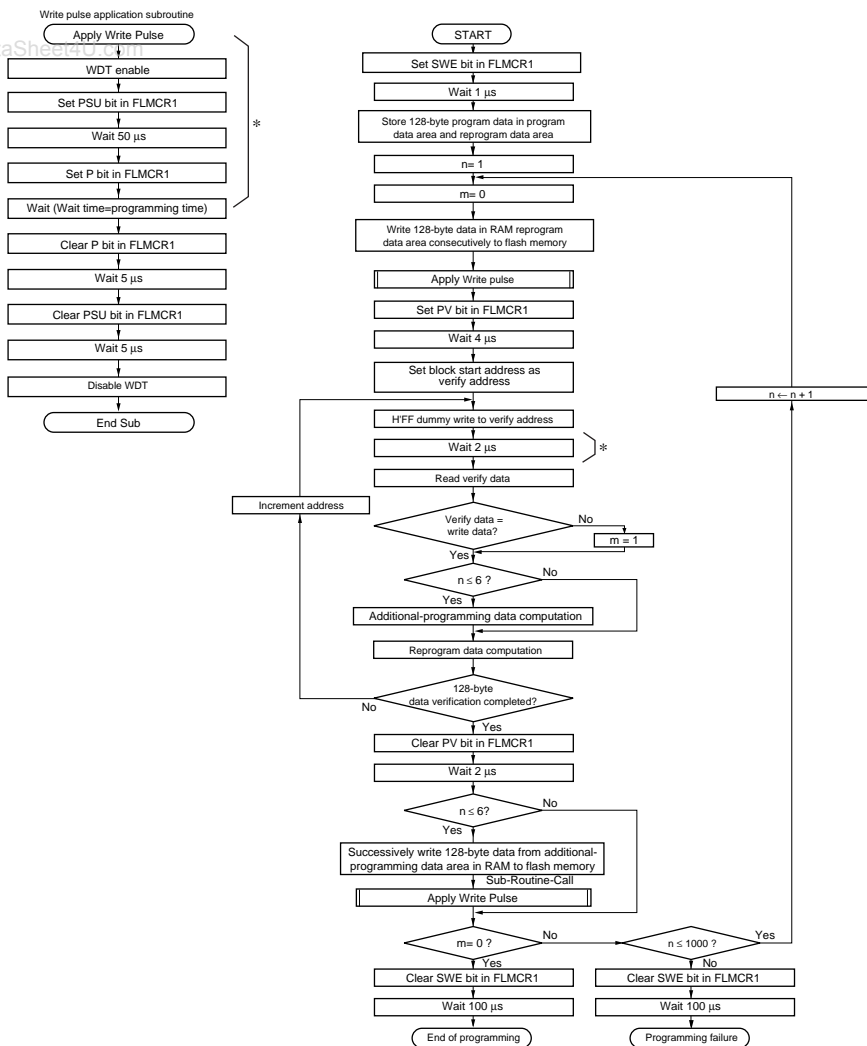 Write pulse application subroutine
Apply Write Pulse
aSheet4U.com
WDT enable
Set PSU bit in FLMCR1
Wait 50 µs
*
Set P bit in FLMCR1
Wait (Wait time=programming time)
Clear P bit in FLMCR1
Wait 5 µs
Clear PSU bit in FLMCR1
Wait 5 µs
Disable WDT
End Sub
START
Set SWE bit in FLMCR1
Wait 1 µs
Store 128-byte program data in program
data area and reprogram data area
n= 1
m= 0
Write 128-byte data in RAM reprogram
data area consecutively to flash memory
Apply Write pulse
Set PV bit in FLMCR1
Wait 4 µs
Set block start address as
verify address
n ← n + 1
H'FF dummy write to verify address
Wait 2 µs
*
Read verify data
Increment address
Verify data =
write data?
No
m = 1
Yes
n ≤ 6 ?
No
Yes
Additional-programming data computation
Reprogram data computation
128-byte
data verification completed?
No
Yes
Clear PV bit in FLMCR1
Wait 2 µs
n ≤ 6?
No
Yes
Successively write 128-byte data from additional-
programming data area in RAM to flash memory
Sub-Routine-Call
Apply Write Pulse
m= 0 ?
No
n ≤ 1000 ?
Yes
Yes
No
Clear SWE bit in FLMCR1
Clear SWE bit in FLMCR1
Wait 100 µs
Wait 100 µs
End of programming
Programming failure